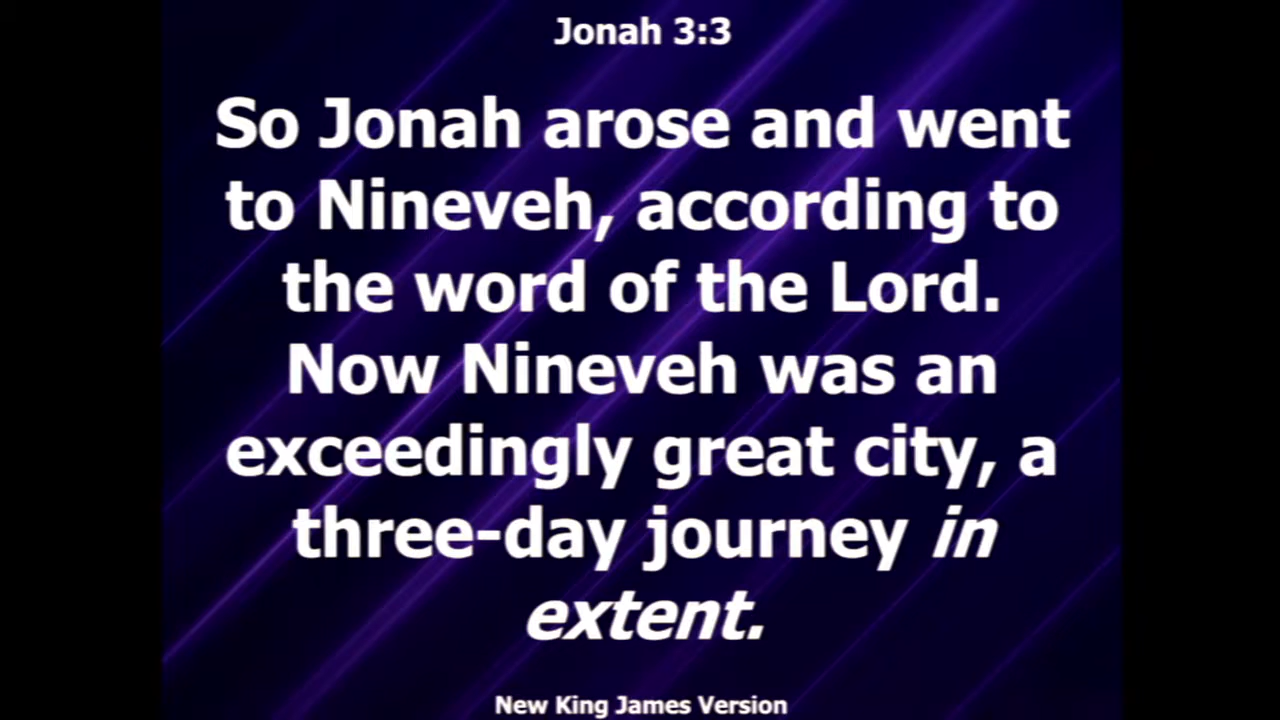 Jonah 3:3
So Jonah arose and went
to Nineveh, according to
the word of the Lord.
Now Nineveh was an
exceedingly great city, a
three-day journey in
extent.
New King James Version